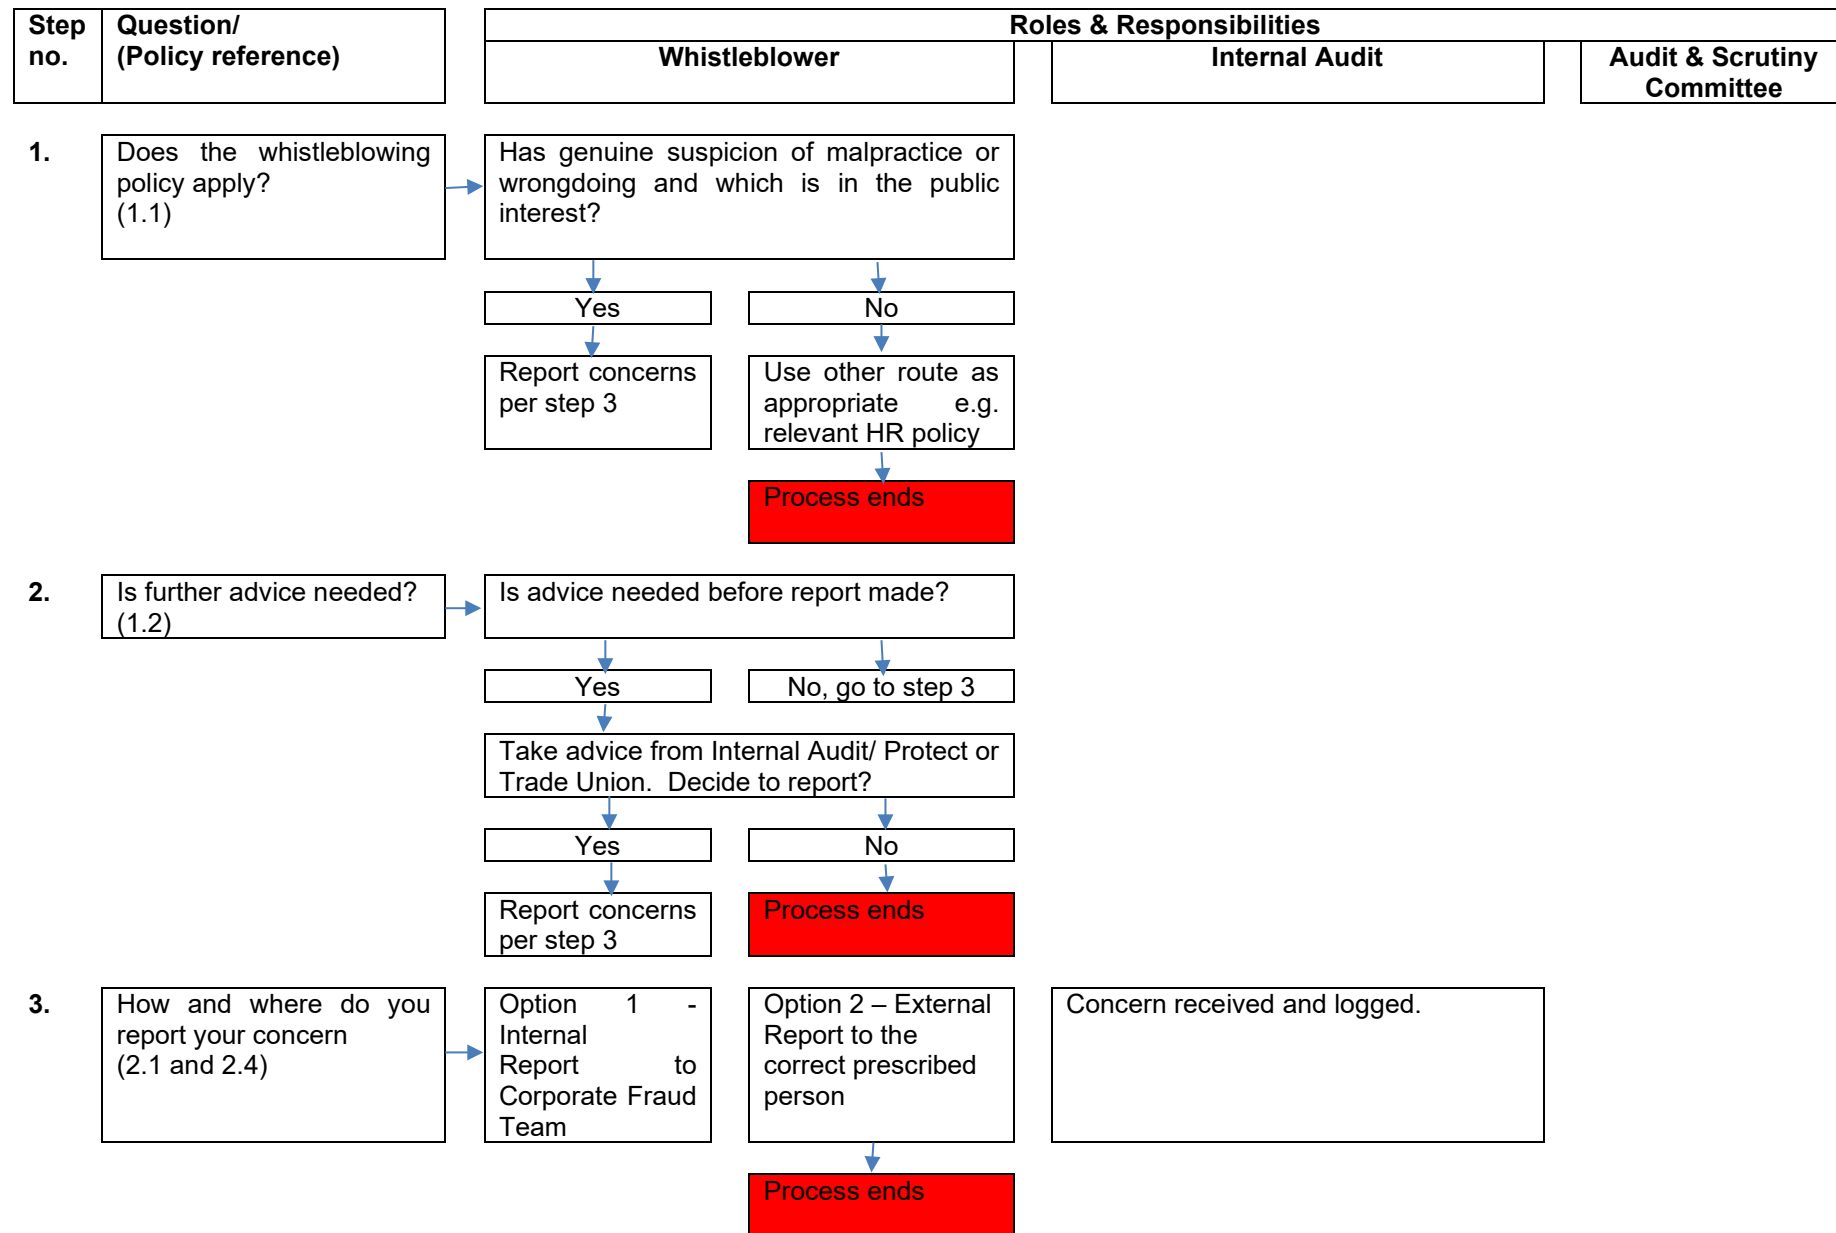 Step no.
Question/
(Policy reference)
Roles & Responsibilities
Whistleblower
Internal Audit
Audit & Scrutiny
Committee
1.
Does the whistleblowing
policy apply?
(1.1)
Has genuine suspicion of malpractice or
wrongdoing and which is in the public
interest?
Yes
No
Report concerns
per step 3
Use other route as
appropriate e.g.
relevant HR policy
Process ends
2.
Is further advice needed?
(1.2)
Is advice needed before report made?
Yes
No, go to step 3
Take advice from Internal Audit/ Protect or
Trade Union.  Decide to report?
Yes
No
Report concerns
per step 3
Process ends
3.
How and where do you
report your concern
(2.1 and 2.4)
Option 1 -
Internal
Report to
Corporate Fraud
Team
Option 2 – External
Report to the
correct prescribed
person
Concern received and logged.
Process ends